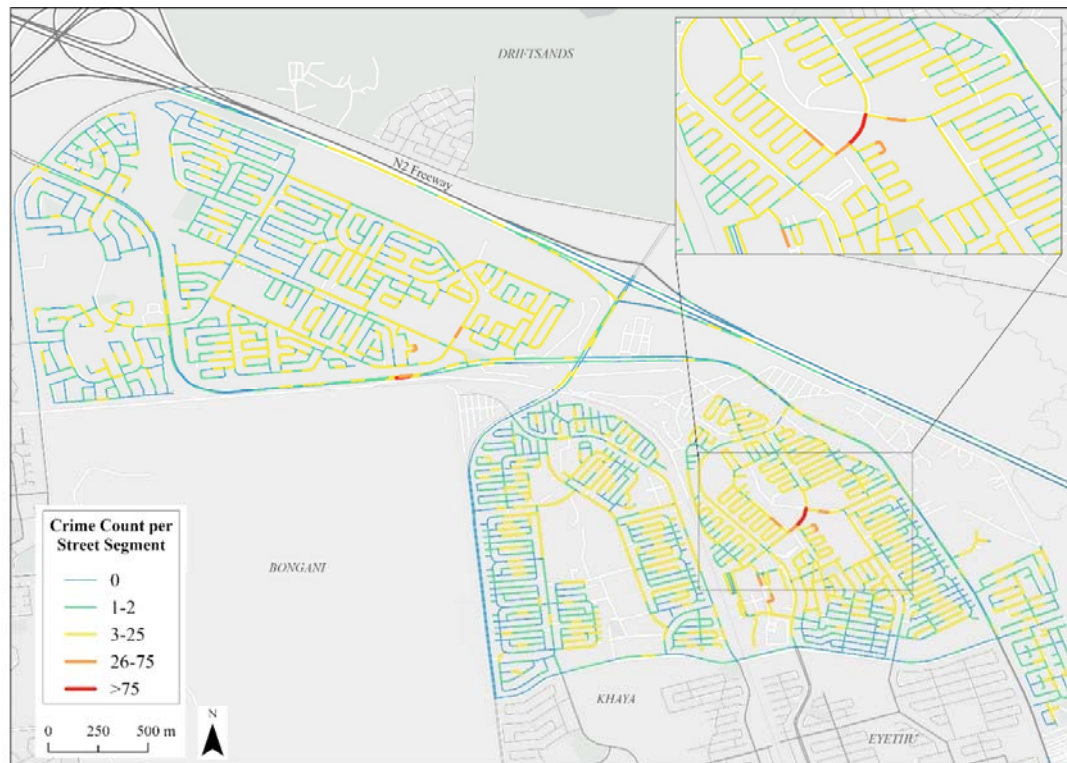 DRIFTSANDS
N2 Freeway
BONGANI
KHAYA
EYETHU
Crime Count per
Street Segment
0
1-2
3-25
26-75
>75
0 250 500 m
N